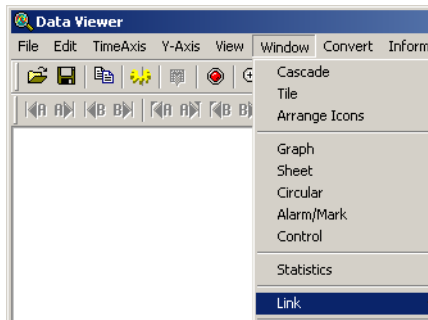 Data Viewer
File Edit TimeAxis Y-Axis View Window Convert Inform
Cascade
Tile
Arrange Icons
A A B B A A B B
Graph
Sheet
Circular
Alarm/Mark
Control
Statistics
Link